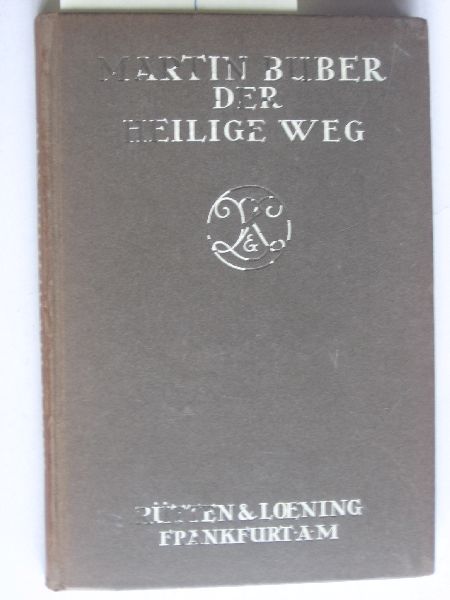 MARTIN BUBER
DER
HEILIGE WEG
R&L
RÜTTEN & LOENING
FRANKFURT·A·M